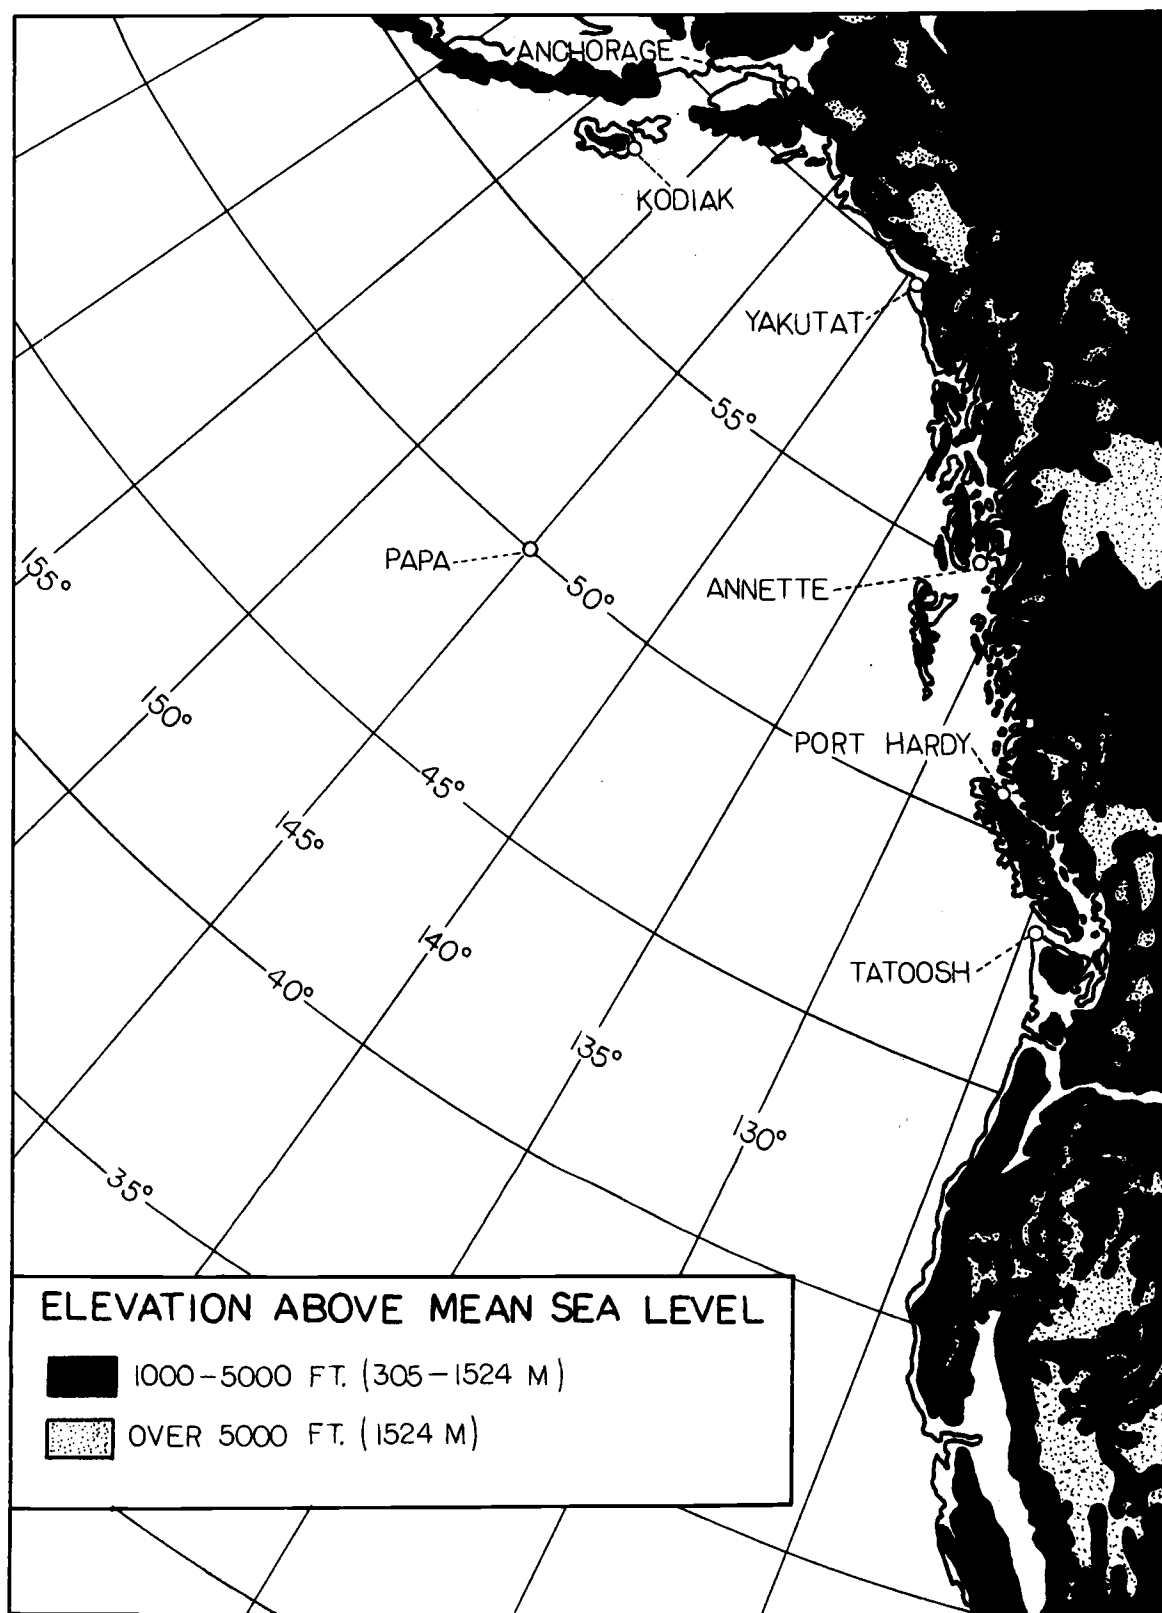 ANCHORAGE
KODIAK
YAKUTAT
55°
PAPA
50°
ANNETTE
155°
150°
PORT HARDY
45°
145°
140°
TATOOSH
40°
135°
130°
35°
ELEVATION ABOVE MEAN SEA LEVEL
1000-5000 FT. (305-1524 M)
OVER 5000 FT. (1524 M)